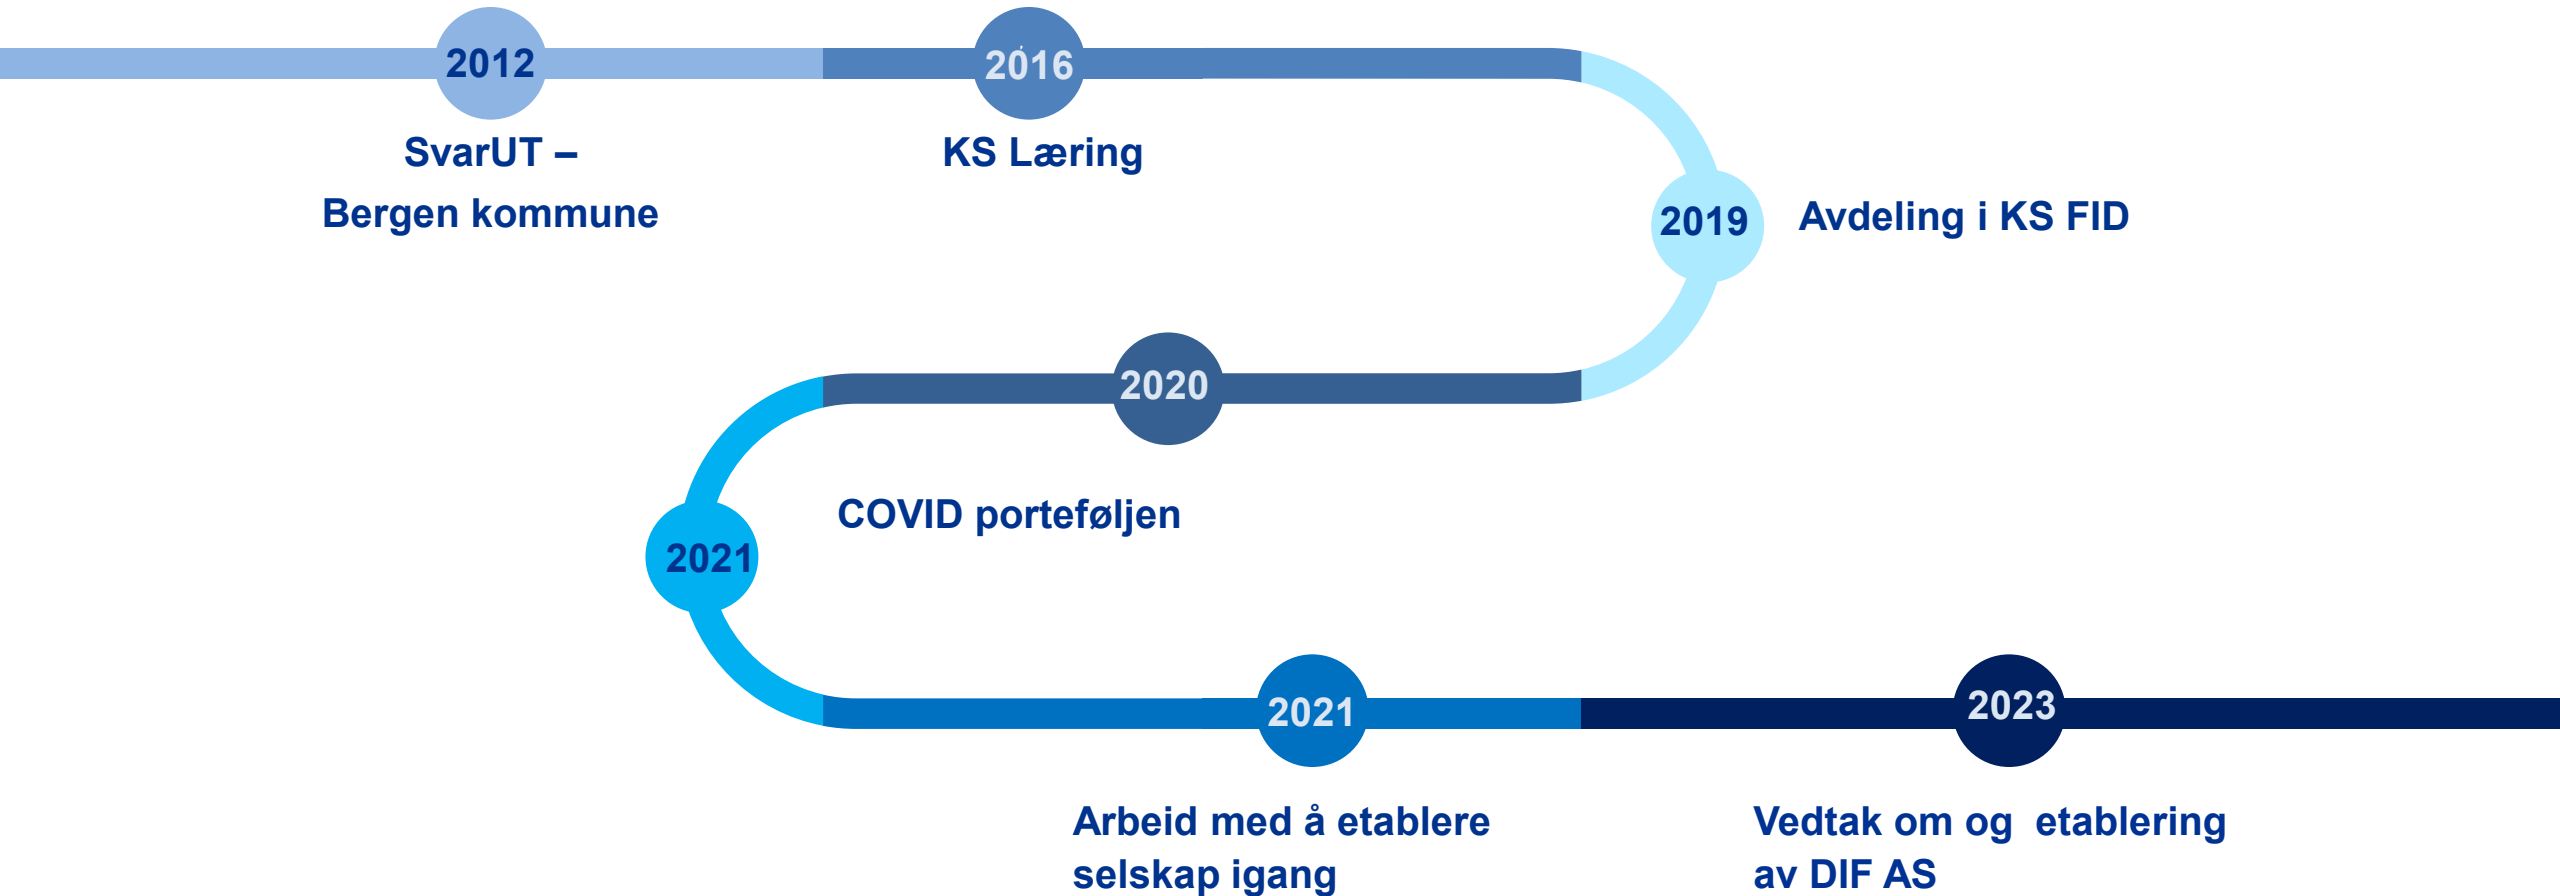 2012
SvarUT –
Bergen kommune
2016
KS Læring
2019
Avdeling i KS FID
2020
COVID porteføljen
2021
2021
Arbeid med å etablere
selskap igang
2023
Vedtak om og  etablering
av DIF AS